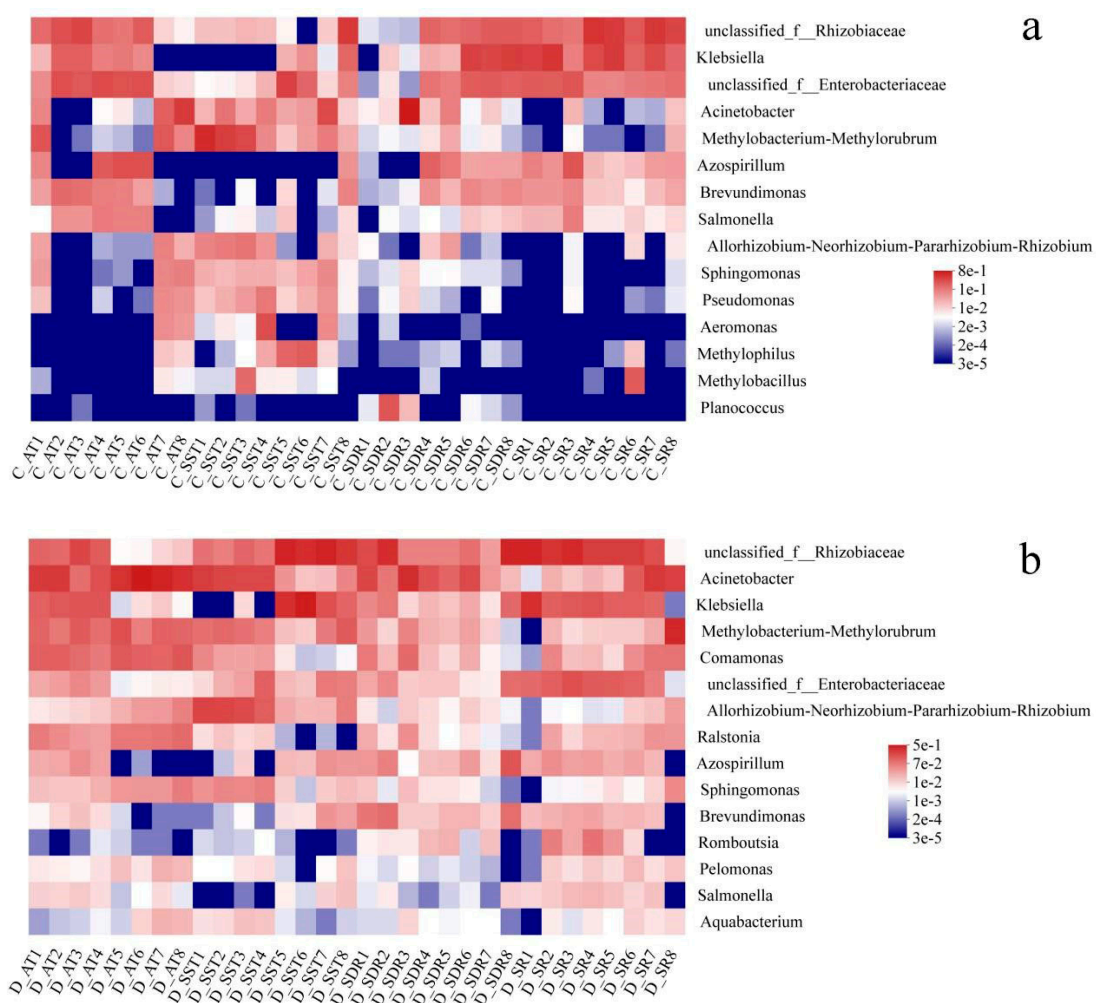 a
unclassified_f__Rhizobiaceae
Klebsiella
unclassified_f__Enterobacteriaceae
Acinetobacter
Methylobacterium-Methylorubrum
Azospirillum
Brevundimonas
Salmonella
Allorhizobium-Neorhizobium-Pararhizobium-Rhizobium
Sphingomonas
Pseudomonas
Aeromonas
Methylophilus
Methylobacillus
Planococcus
8e-1
1e-1
1e-2
2e-3
2e-4
3e-5
C_AT1 C_AT2 C_AT3 C_AT4 C_AT5 C_AT6 C_AT7 C_AT8 C_SST1 C_SST2 C_SST3 C_SST4 C_SST5 C_SST6 C_SST7 C_SST8 C_SDR1 C_SDR2 C_SDR3 C_SDR4 C_SDR5 C_SDR6 C_SDR7 C_SDR8 C_SR1 C_SR2 C_SR3 C_SR4 C_SR5 C_SR6 C_SR7 C_SR8
b
unclassified_f__Rhizobiaceae
Acinetobacter
Klebsiella
Methylobacterium-Methylorubrum
Comamonas
unclassified_f__Enterobacteriaceae
Allorhizobium-Neorhizobium-Pararhizobium-Rhizobium
Ralstonia
Azospirillum
Sphingomonas
Brevundimonas
Romboutsia
Pelomonas
Salmonella
Aquabacterium
5e-1
7e-2
1e-2
1e-3
2e-4
3e-5
D_AT1 D_AT2 D_AT3 D_AT4 D_AT5 D_AT6 D_AT7 D_AT8 D_SST1 D_SST2 D_SST3 D_SST4 D_SST5 D_SST6 D_SST7 D_SST8 D_SDR1 D_SDR2 D_SDR3 D_SDR4 D_SDR5 D_SDR6 D_SDR7 D_SDR8 D_SR1 D_SR2 D_SR3 D_SR4 D_SR5 D_SR6 D_SR7 D_SR8